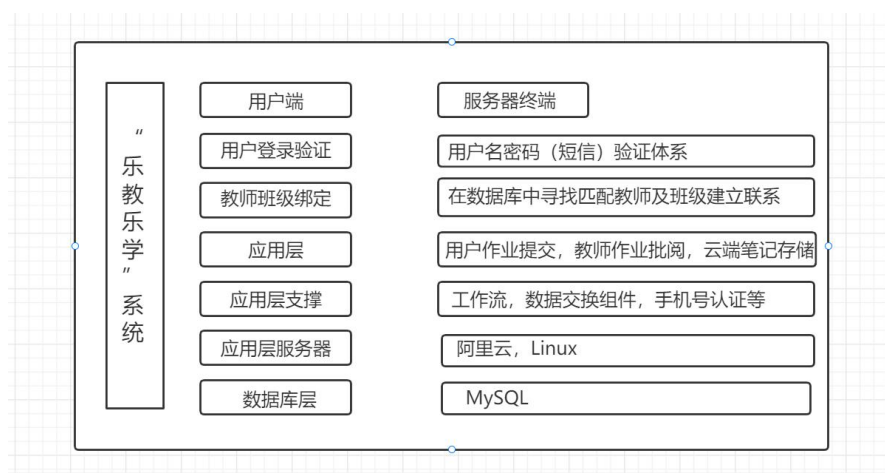 “乐教乐学”系统
用户端
服务器终端
用户登录验证
用户名密码（短信）验证体系
教师班级绑定
在数据库中寻找匹配教师及班级建立联系
应用层
用户作业提交，教师作业批阅，云端笔记存储
应用层支撑
工作流，数据交换组件，手机号认证等
应用层服务器
阿里云，Linux
数据库层
MySQL